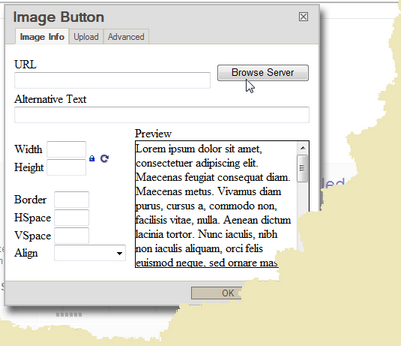 Image Button
Image Info Upload Advanced
URL
Browse Server
Alternative Text
Preview
Width
Height
Border
HSpace
VSpace
Align
Lorem ipsum dolor sit amet,
consectetuer adipiscing elit.
Maecenas feugiat consequat diam.
Maecenas metus. Vivamus diam
purus, cursus a, commodo non,
facilisis vitae, nulla. Aenean dictum
lacinia tortor. Nunc iaculis, nibh
non iaculis aliquam, orci felis
euismod neque, sed ornare mas
OK